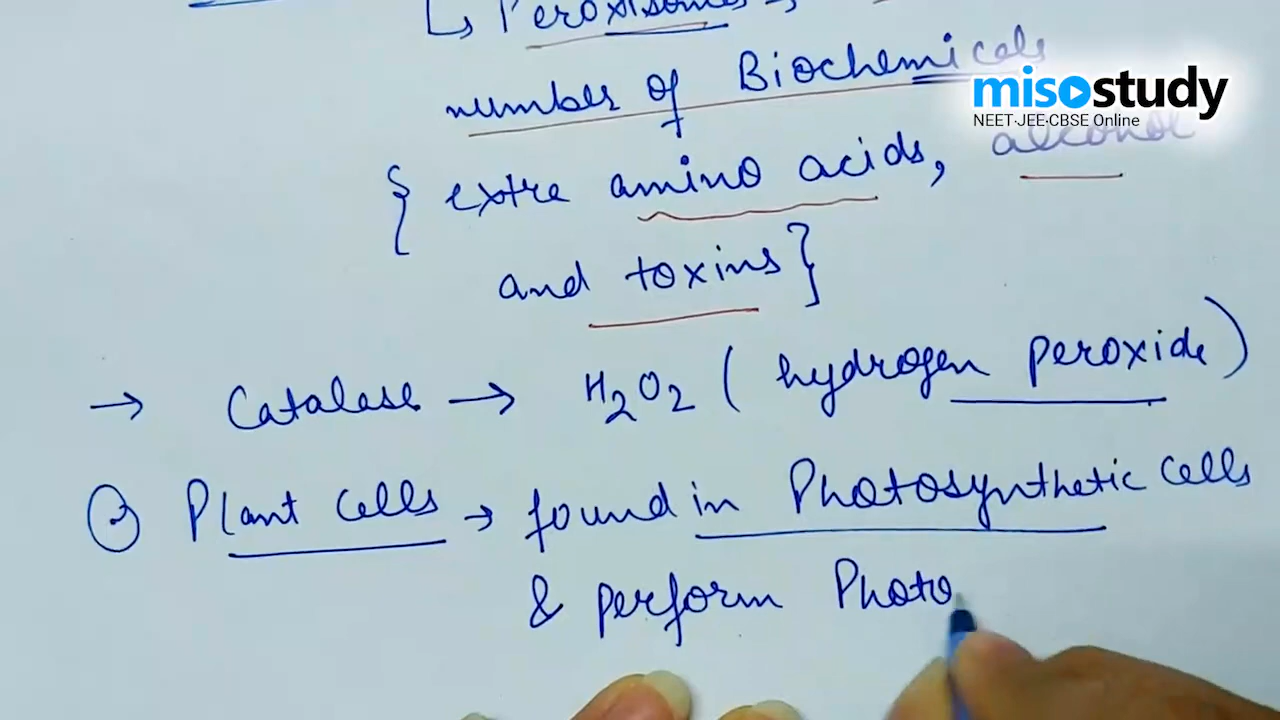 ↳ Peroxisomes →
number of Biochemicals
misostudy
NEET·JEE·CBSE Online
{ extre amino acids, alcohol
and toxins }
→ Catalase → H2O2 ( hydrogen peroxide )
② Plant cells → found in Photosynthetic cells
& perform Photo